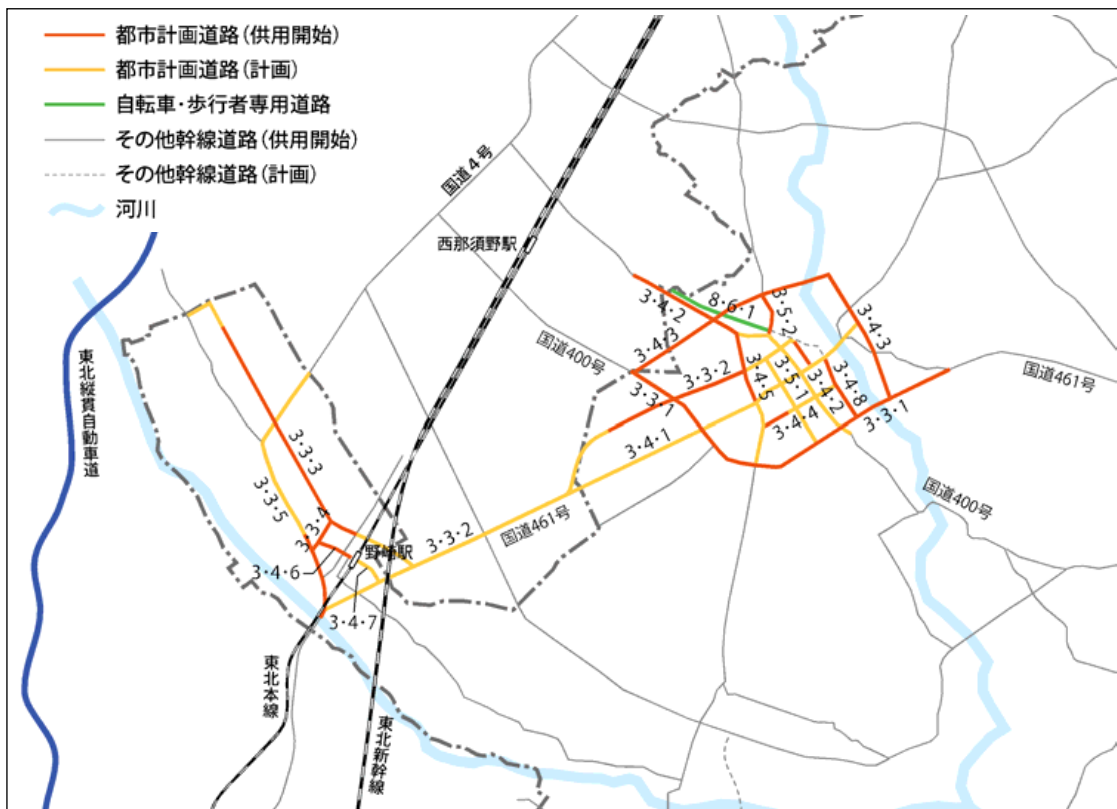 都市計画道路(供用開始)
都市計画道路(計画)
自転車・歩行者専用道路
その他幹線道路(供用開始)
その他幹線道路(計画)
河川
国道4号
西那須野駅
東北縦貫自動車道
8・6・1
3・4・2
3・5・2
3・4・3
3・4・3
国道400号
3・3・2
3・3・1
3・4・5
3・5・1
3・4・2
3・4・8
国道461号
3・4・4
3・3・1
3・4・1
3・3・3
3・3・5
3・3・4
3・3・2
国道461号
国道400号
野崎駅
3・4・6
3・4・7
東北本線
東北新幹線